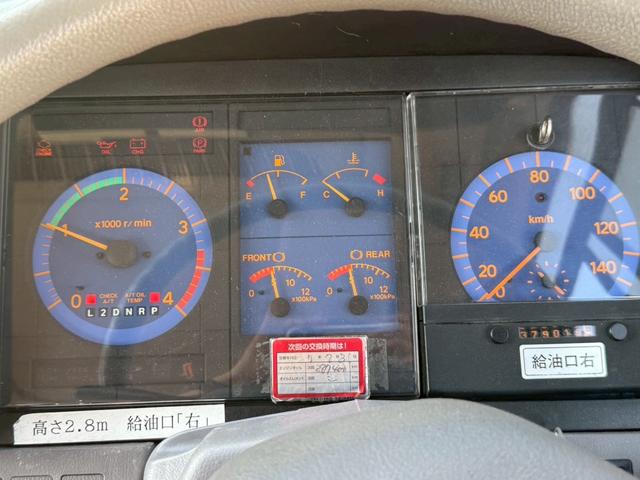 AIR
OIL CHG PARK
2
x1000 r/min
1 3
0 4
CHECK A/T
A/T OIL TEMP
L 2 D N R P
E F C H
FRONT REAR
0 10 12
x100kPa
0 10 12
x100kPa
80
60 100
km/h
40 120
20 140
0
次回の交換時期は!
給油口右
高さ2.8m 給油口「右」